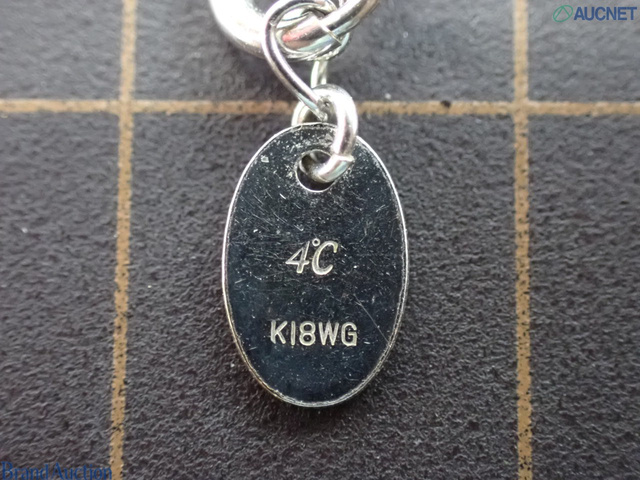 AUCNET
4℃
K18WG
Brand Auction